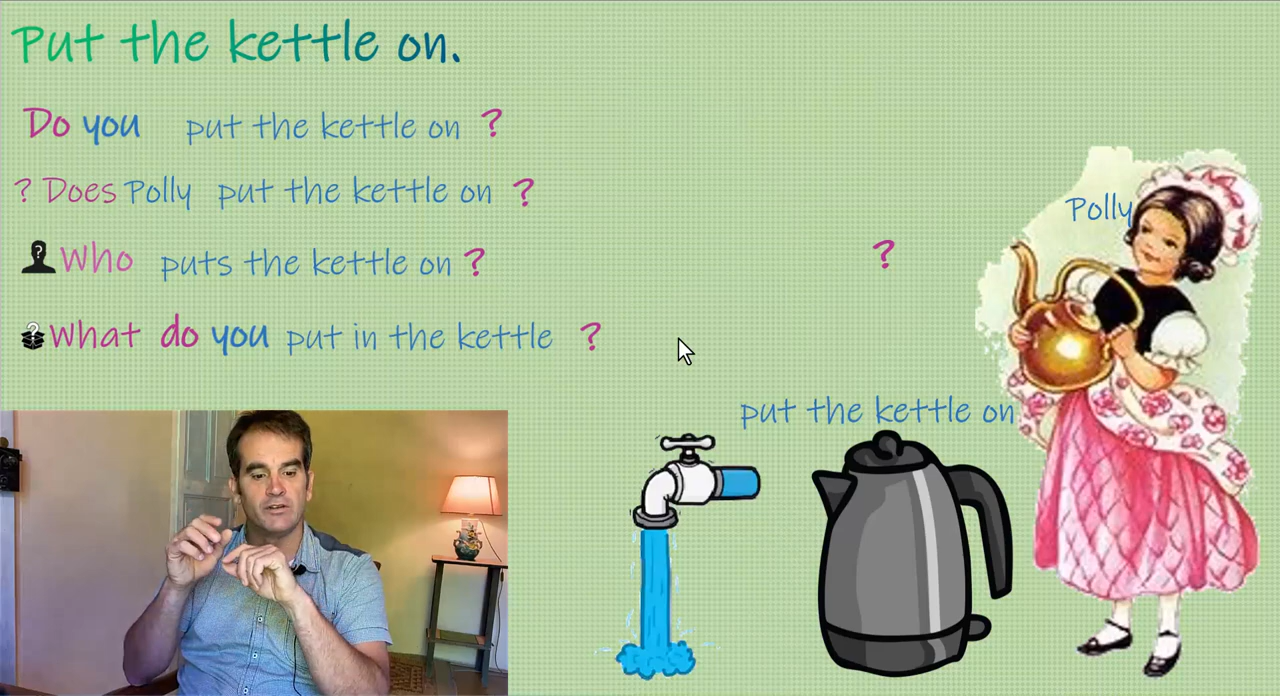 Put the kettle on.
Do you put the kettle on ?
? Does Polly put the kettle on ?
? Who puts the kettle on ?
? What do you put in the kettle ?
?
Polly
put the kettle on